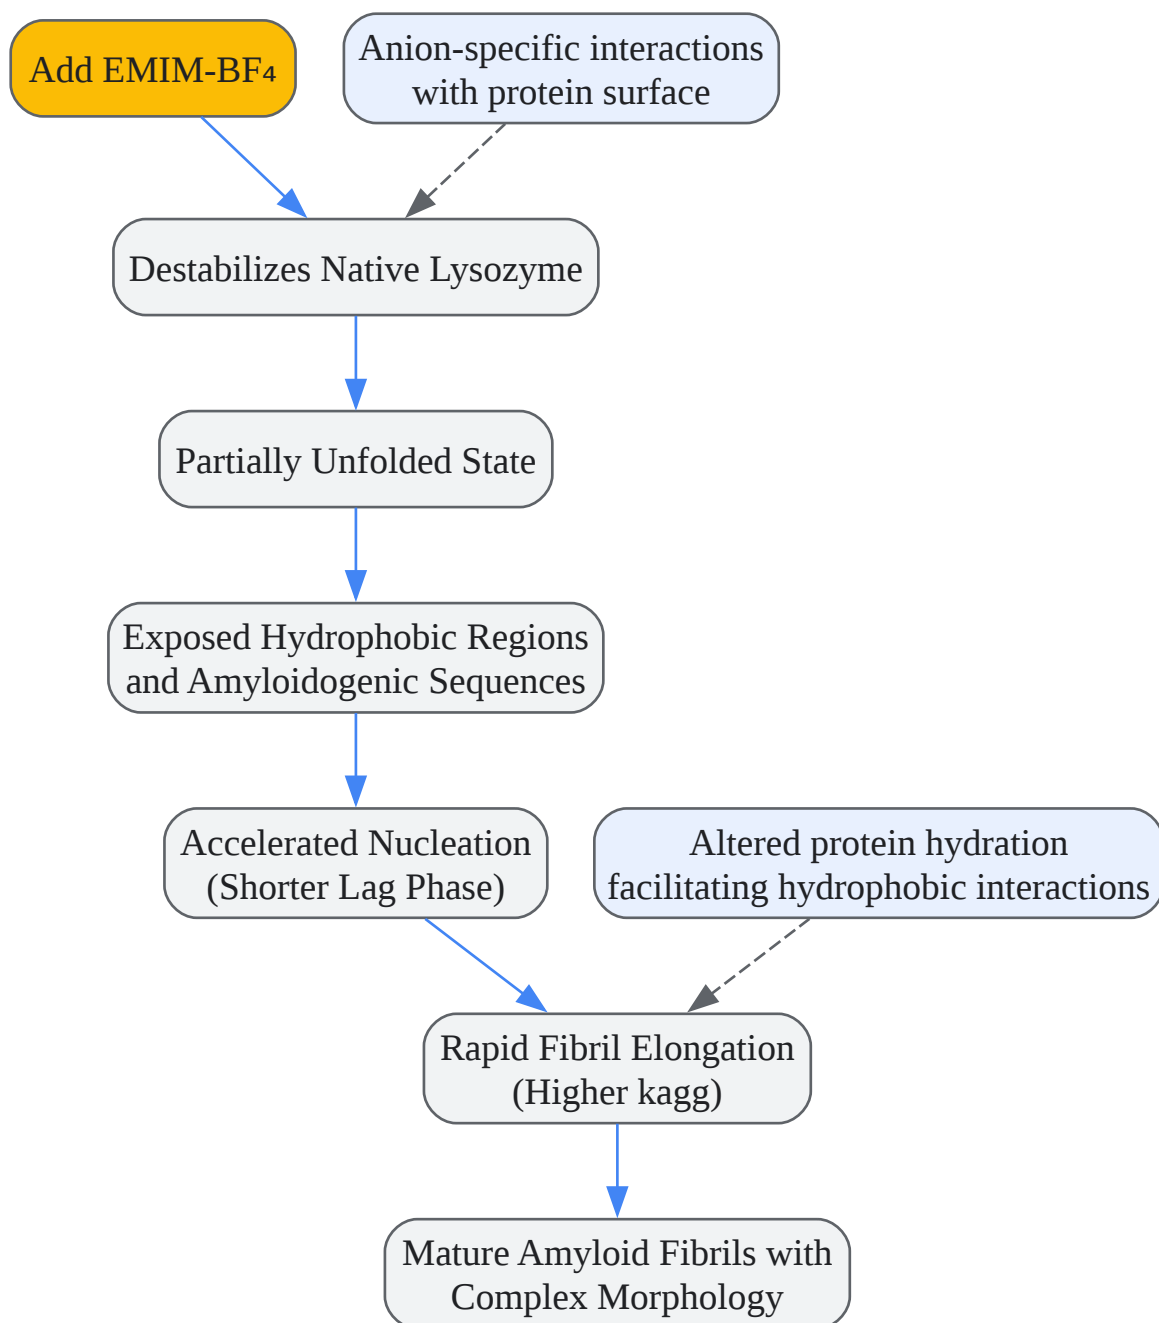 Add EMIM-BF₄
Anion-specific interactions
with protein surface
Destabilizes Native Lysozyme
Partially Unfolded State
Exposed Hydrophobic Regions
and Amyloidogenic Sequences
Accelerated Nucleation
(Shorter Lag Phase)
Altered protein hydration
facilitating hydrophobic interactions
Rapid Fibril Elongation
(Higher kagg)
Mature Amyloid Fibrils with
Complex Morphology